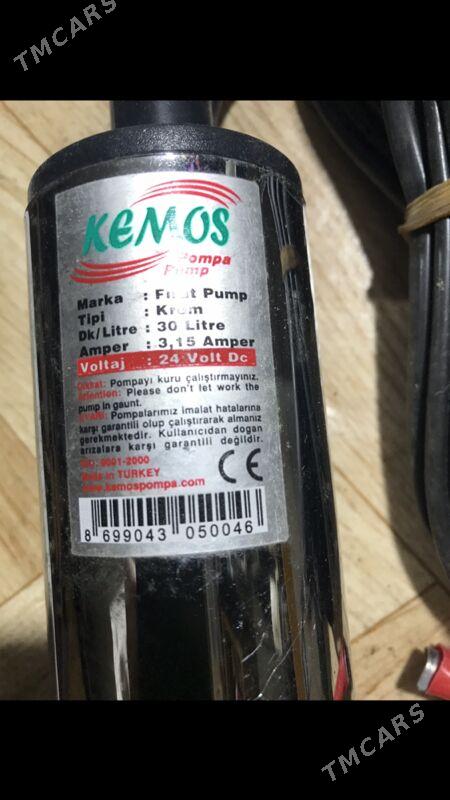 TMCARS
KEMOS
Pompa
Pump
Marka : Fırat Pump
Tipi : Krom
Dk/Litre : 30 Litre
Amper : 3,15 Amper
Voltaj : 24 Volt Dc
Dikkat: Pompayı kuru çalıştırmayınız.
Attention: Please don't let work the
pump in gaunt.
UYARI: Pompalarımız imalat hatalarına
karşı garantili olup çalıştırarak almanız
gerekmektedir. Kullanıcıdan dogan
arızalara karşı garantili değildir.
ISO 9001-2000
Made in TURKEY
www.kemospompa.com
CE
8 699043 050046
TMCARS